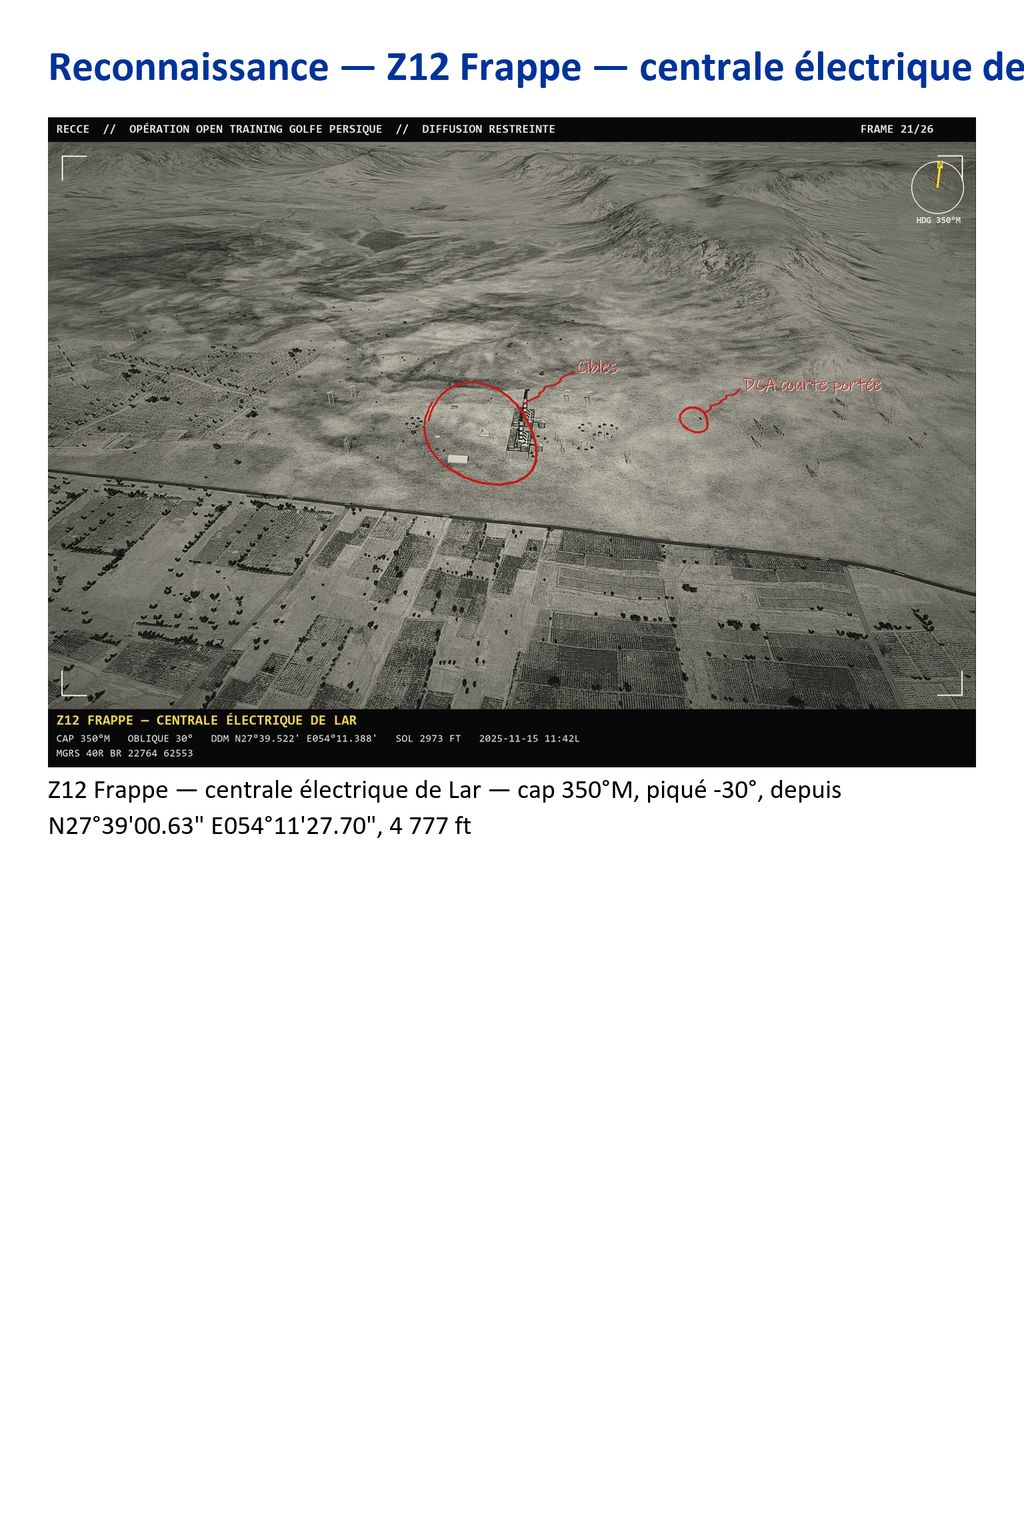 Reconnaissance — Z12 Frappe — centrale électrique de
RECCE // OPÉRATION OPEN TRAINING GOLFE PERSIQUE // DIFFUSION RESTREINTE FRAME 21/26
N
HDG 350°M
Cibles
DCA courte portée
Z12 FRAPPE — CENTRALE ÉLECTRIQUE DE LAR
CAP 350°M OBLIQUE 30° DDM N27°39.522' E054°11.388' SOL 2973 FT 2025-11-15 11:42L
MGRS 40R BR 22764 62553
Z12 Frappe — centrale électrique de Lar — cap 350°M, piqué -30°, depuis
N27°39'00.63" E054°11'27.70", 4 777 ft